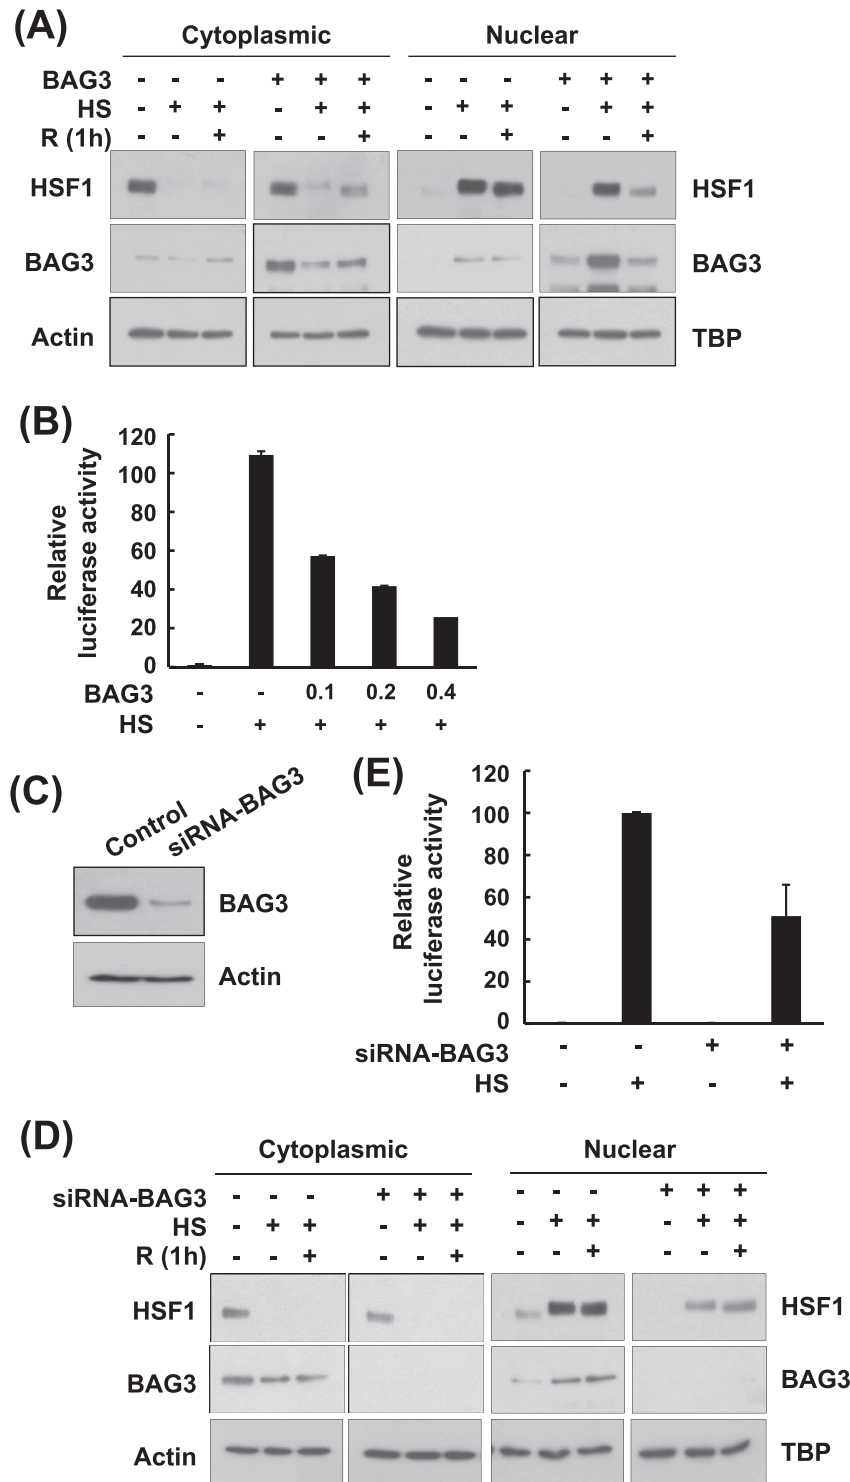 (A)
Cytoplasmic Nuclear
BAG3 - - - + + + - - - + + +
HS - + + - + + - + + - + +
R (1h) - - + - - + - - + - - +
HSF1 HSF1
BAG3 BAG3
Actin TBP
(B)
Relative
luciferase activity
120
100
80
60
40
20
0
BAG3 - - 0.1 0.2 0.4
HS - + + + +
(C)
Control
siRNA-BAG3
BAG3
Actin
(E)
Relative
luciferase activity
120
100
80
60
40
20
0
siRNA-BAG3 - - + +
HS - + - +
(D)
Cytoplasmic Nuclear
siRNA-BAG3 - - - + + + - - - + + +
HS - + + - + + - + + - + +
R (1h) - - + - - + - - + - - +
HSF1 HSF1
BAG3 BAG3
Actin TBP